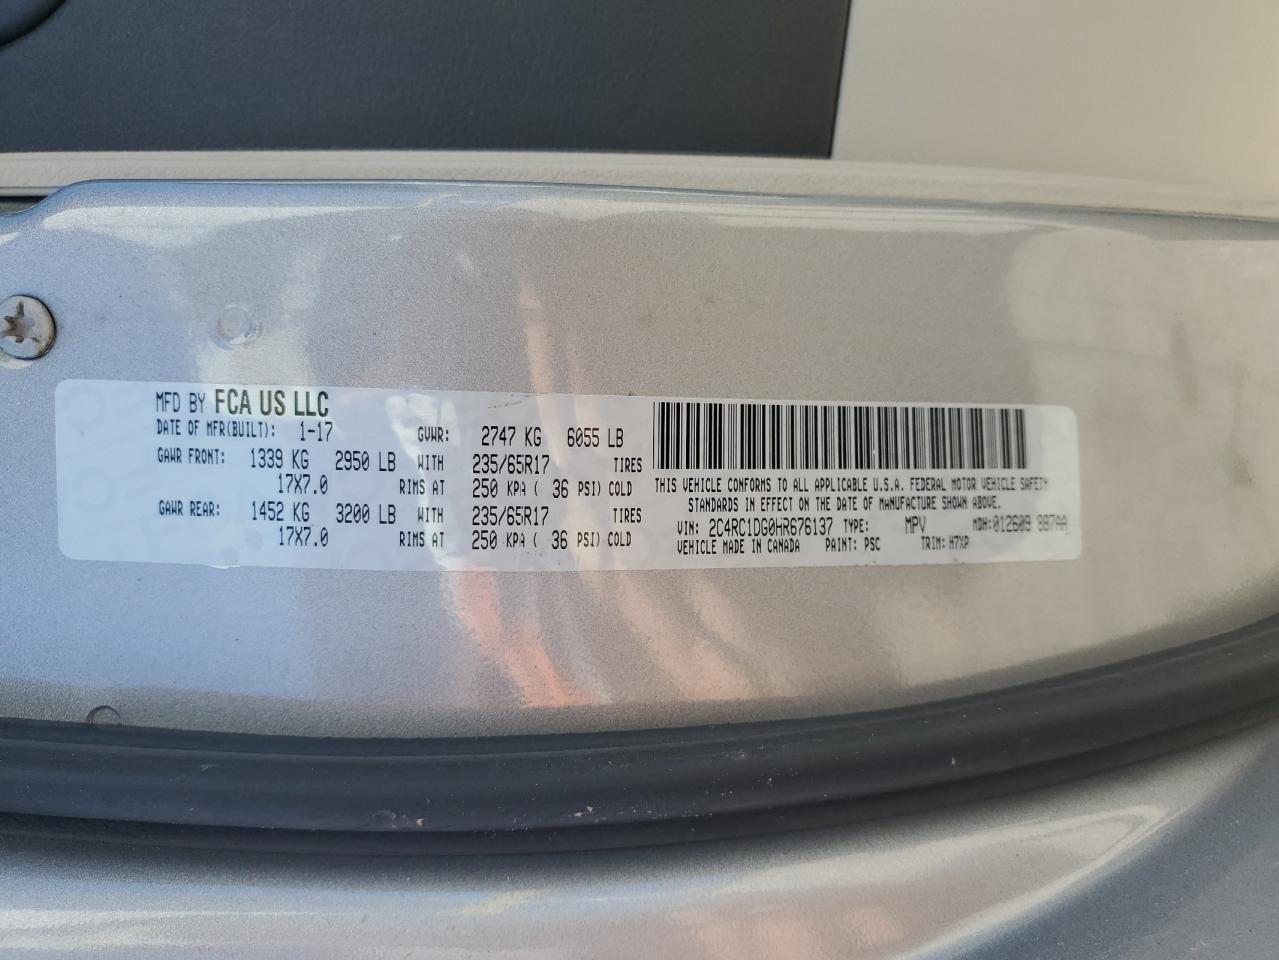 MFD BY FCA US LLC
DATE OF MFR(BUILT): 1-17 GVWR: 2747 KG 6055 LB
GAWR FRONT: 1339 KG 2950 LB WITH 235/65R17 TIRES
17X7.0 RIMS AT 250 KPA ( 36 PSI) COLD
GAWR REAR: 1452 KG 3200 LB WITH 235/65R17 TIRES
17X7.0 RIMS AT 250 KPA ( 36 PSI) COLD
THIS VEHICLE CONFORMS TO ALL APPLICABLE U.S.A. FEDERAL MOTOR VEHICLE SAFETY
STANDARDS IN EFFECT ON THE DATE OF MANUFACTURE SHOWN ABOVE.
VIN: 2C4RC1DG0HR676137 TYPE: MPV MDH: 012609
VEHICLE MADE IN CANADA PAINT: PSC TRIM: H7XP